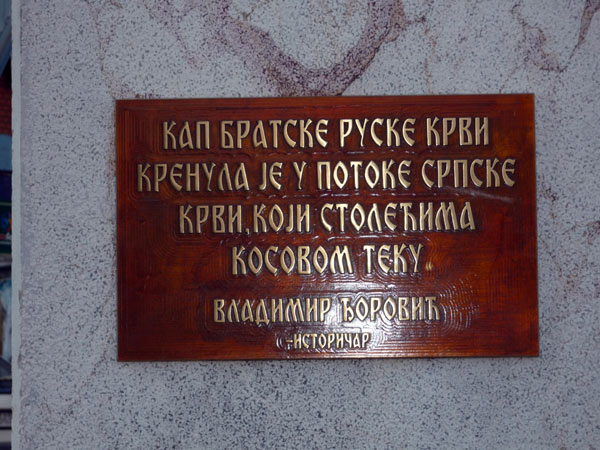 КАП БРАТСКЕ РУСКЕ КРВИ
КРЕНУЛА ЈЕ У ПОТОКЕ СРПСКЕ
КРВИ, КОЈИ СТОЛЕЋИМА
КОСОВОМ ТЕКУ
ВЛАДИМИР ЋОРОВИЋ
-ИСТОРИЧАР